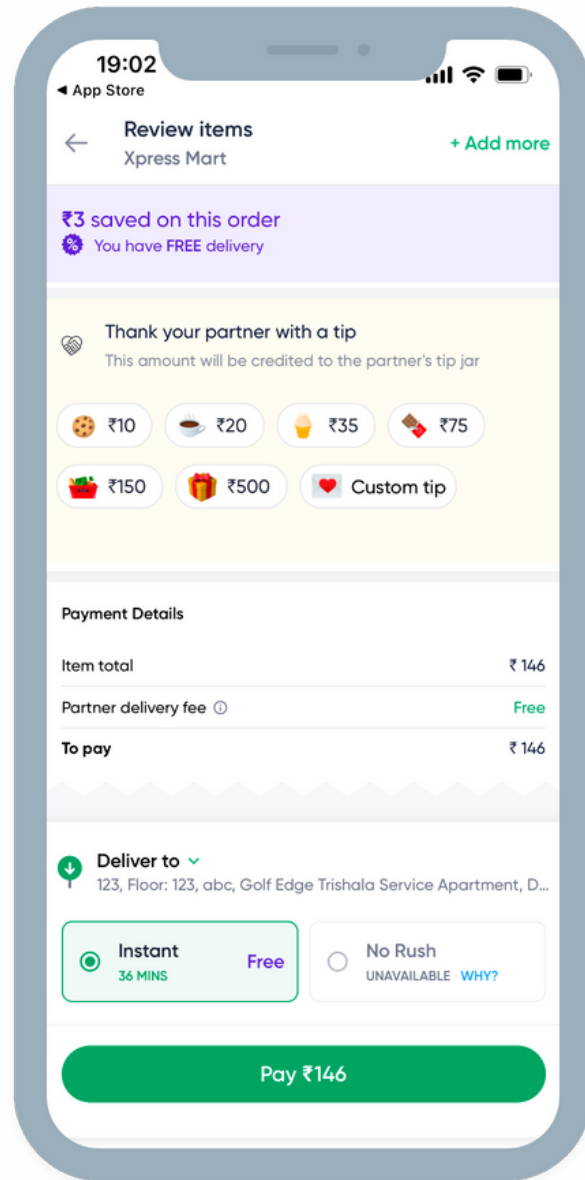 19:02
◀ App Store
Review items
+ Add more
Xpress Mart
₹3 saved on this order
You have FREE delivery
Thank your partner with a tip
This amount will be credited to the partner's tip jar
₹10 ₹20 ₹35 ₹75
₹150 ₹500 Custom tip
Payment Details
Item total ₹ 146
Partner delivery fee Free
To pay ₹ 146
Deliver to
123, Floor: 123, abc, Golf Edge Trishala Service Apartment, D...
Instant Free
36 MINS
No Rush
UNAVAILABLE · WHY?
Pay ₹146